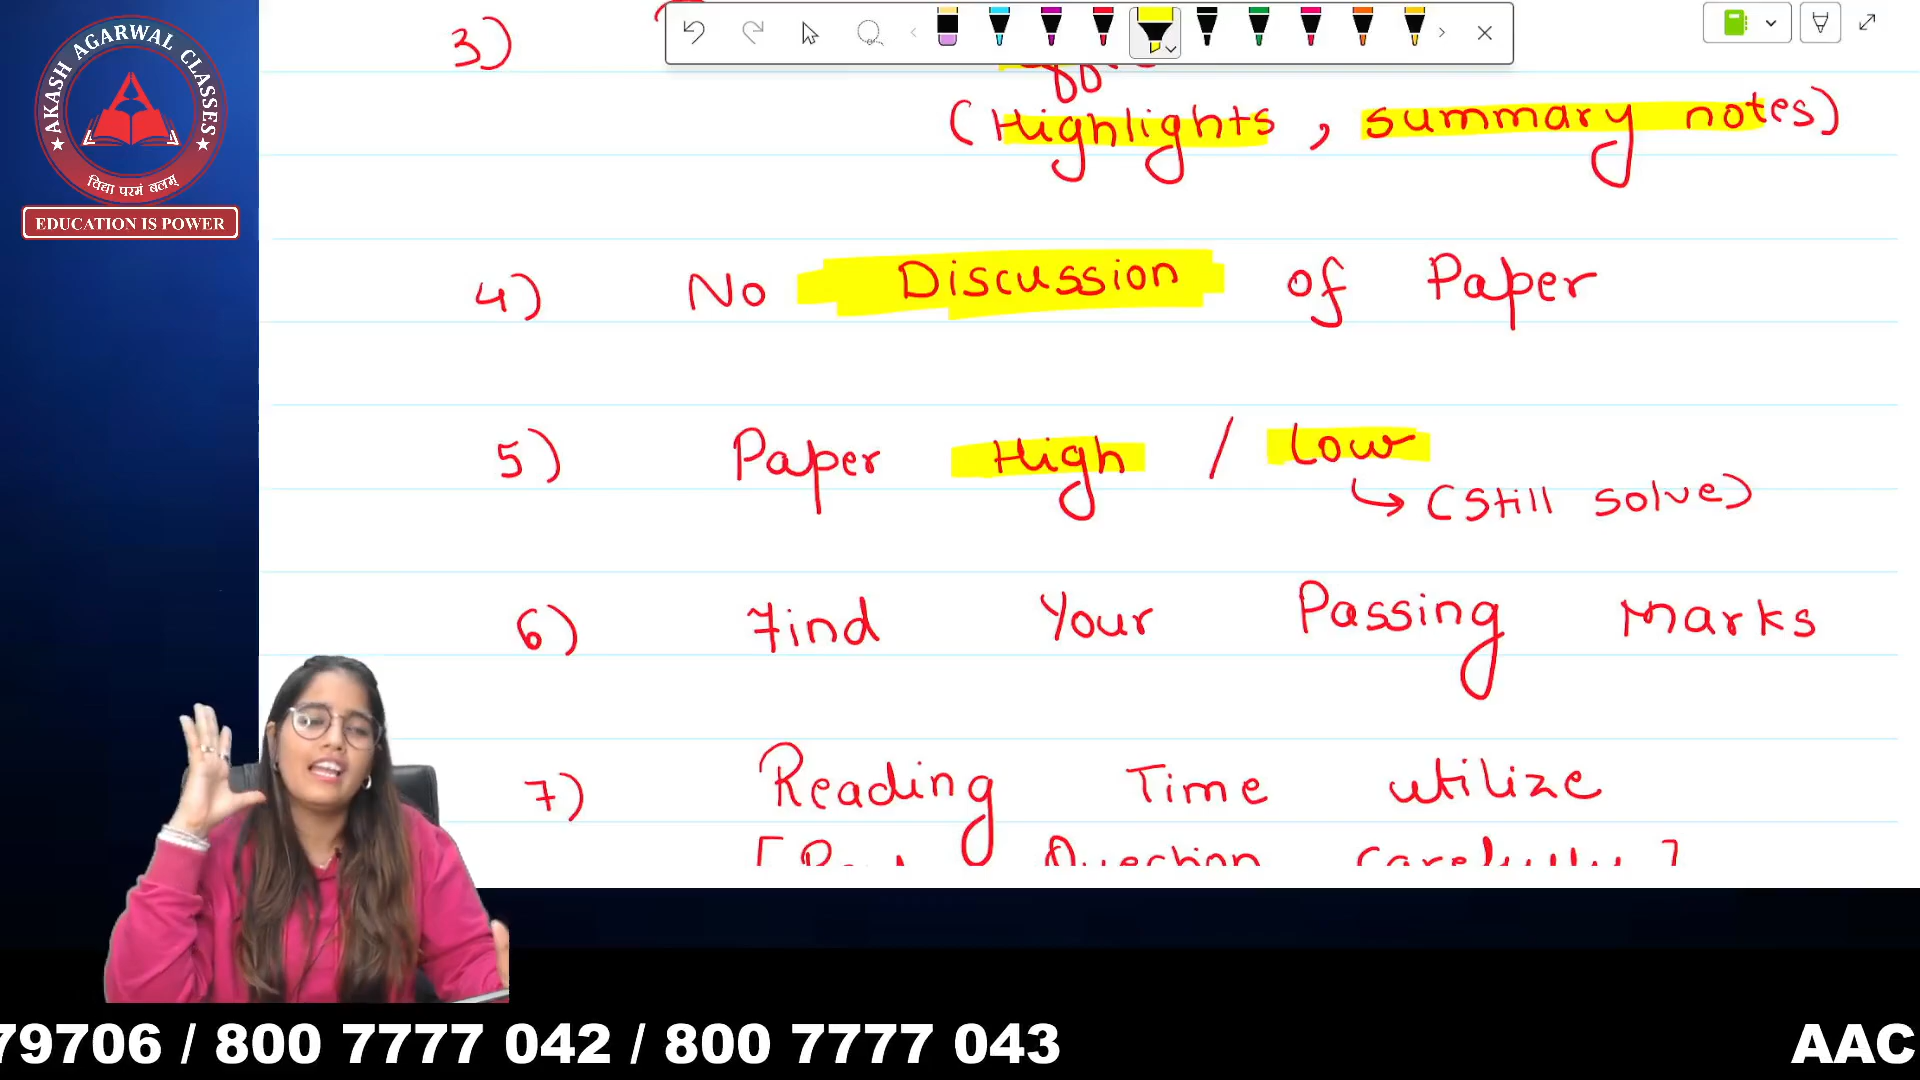 AKASH AGARWAL CLASSES
विद्या परमं बलम्
EDUCATION IS POWER
3)
(Highlights , summary notes)
4) No Discussion of Paper
5) Paper High / Low
(Still solve)
6) Find Your Passing Marks
7) Reading Time utilize
Question carefully]
79706 / 800 7777 042 / 800 7777 043
AAC